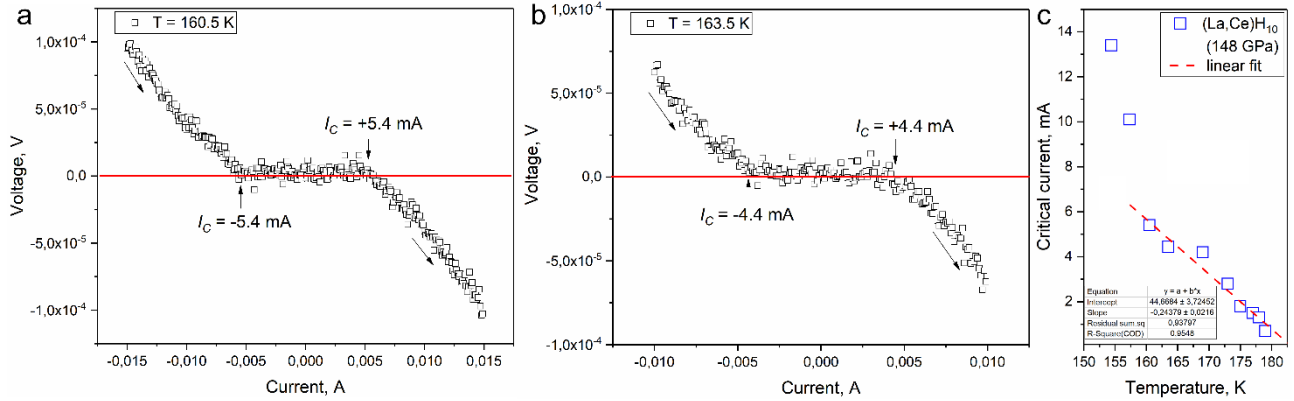 a
T = 160.5 K
1,0x10⁻⁴
5,0x10⁻⁵
0,0
-5,0x10⁻⁵
-1,0x10⁻⁴
Voltage, V
I_C = +5.4 mA
I_C = -5.4 mA
-0,015 -0,010 -0,005 0,000 0,005 0,010 0,015
Current, A
b
T = 163.5 K
1,0x10⁻⁴
5,0x10⁻⁵
0,0
-5,0x10⁻⁵
-1,0x10⁻⁴
Voltage, V
I_C = +4.4 mA
I_C = -4.4 mA
-0,010 -0,005 0,000 0,005 0,010
Current, A
c
(La,Ce)H₁₀
(148 GPa)
linear fit
14
12
10
8
6
4
2
Critical current, mA
Equation y = a + b*x
Intercept 44,6684 ± 3,72452
Slope -0,24379 ± 0,0216
Residual sum sq 0,93797
R-Square(COD) 0.9548
150 155 160 165 170 175 180
Temperature, K